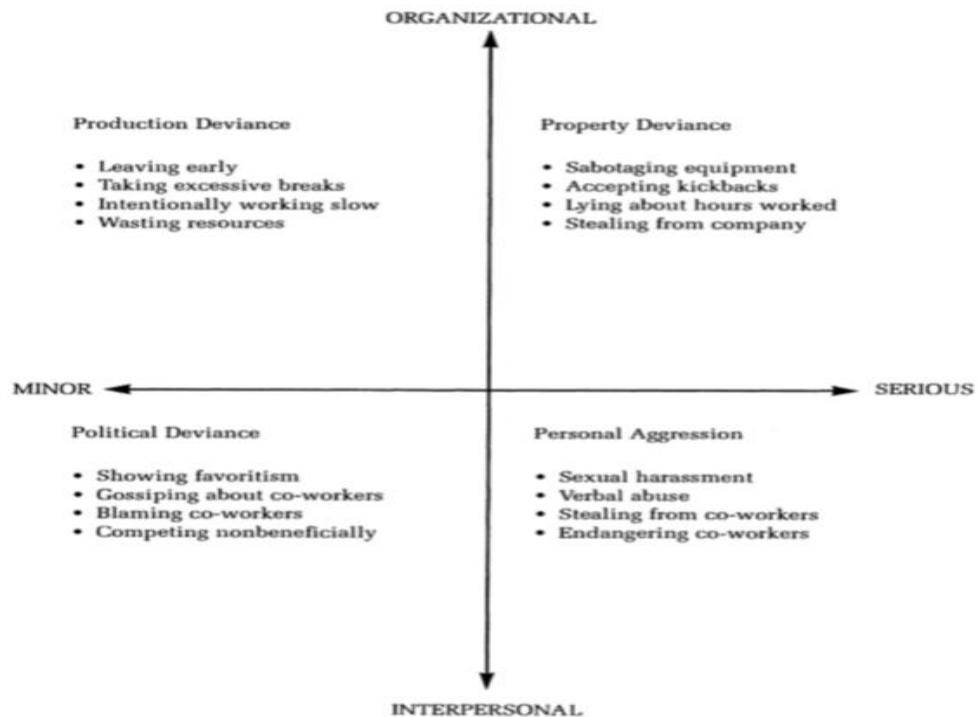 ORGANIZATIONAL
Production Deviance
• Leaving early
• Taking excessive breaks
• Intentionally working slow
• Wasting resources
Property Deviance
• Sabotaging equipment
• Accepting kickbacks
• Lying about hours worked
• Stealing from company
MINOR
SERIOUS
Political Deviance
• Showing favoritism
• Gossiping about co-workers
• Blaming co-workers
• Competing nonbeneficially
Personal Aggression
• Sexual harassment
• Verbal abuse
• Stealing from co-workers
• Endangering co-workers
INTERPERSONAL